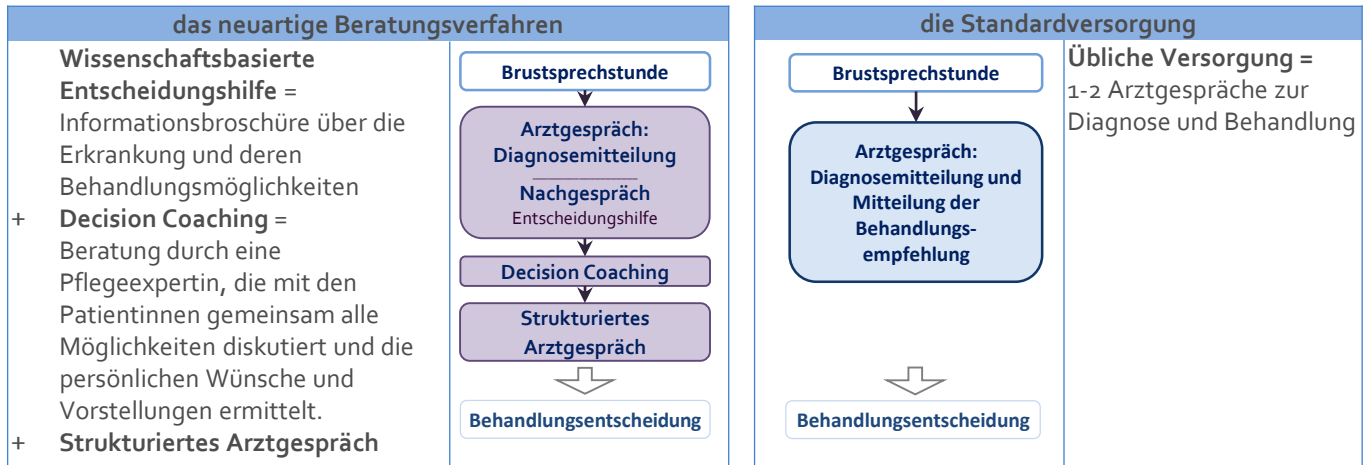 das neuartige Beratungsverfahren
Wissenschaftsbasierte
Entscheidungshilfe =
Informationsbroschüre über die
Erkrankung und deren
Behandlungsmöglichkeiten
+ Decision Coaching =
Beratung durch eine
Pflegeexpertin, die mit den
Patientinnen gemeinsam alle
Möglichkeiten diskutiert und die
persönlichen Wünsche und
Vorstellungen ermittelt.
+ Strukturiertes Arztgespräch
Brustsprechstunde
Arztgespräch:
Diagnosemitteilung
Nachgespräch
Entscheidungshilfe
Decision Coaching
Strukturiertes
Arztgespräch
Behandlungsentscheidung
die Standardversorgung
Brustsprechstunde
Arztgespräch:
Diagnosemitteilung und
Mitteilung der
Behandlungs-
empfehlung
Behandlungsentscheidung
Übliche Versorgung =
1-2 Arztgespräche zur
Diagnose und Behandlung